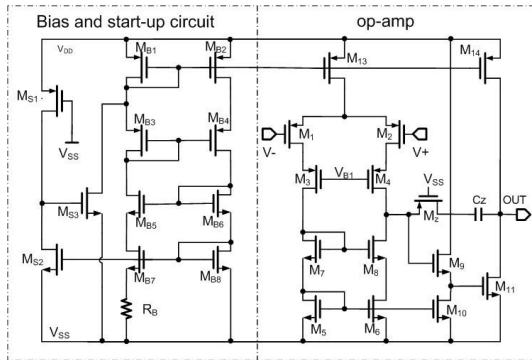 Bias and start-up circuit
op-amp
VDD
MB1
MB2
M13
M14
MS1
MB3
MB4
M1
M2
V-
V+
VSS
M3
VB1
M4
VSS
MS3
MB5
MB6
Mz
Cz
OUT
MS2
MB7
MB8
M7
M8
M9
M11
RB
M5
M6
M10
VSS